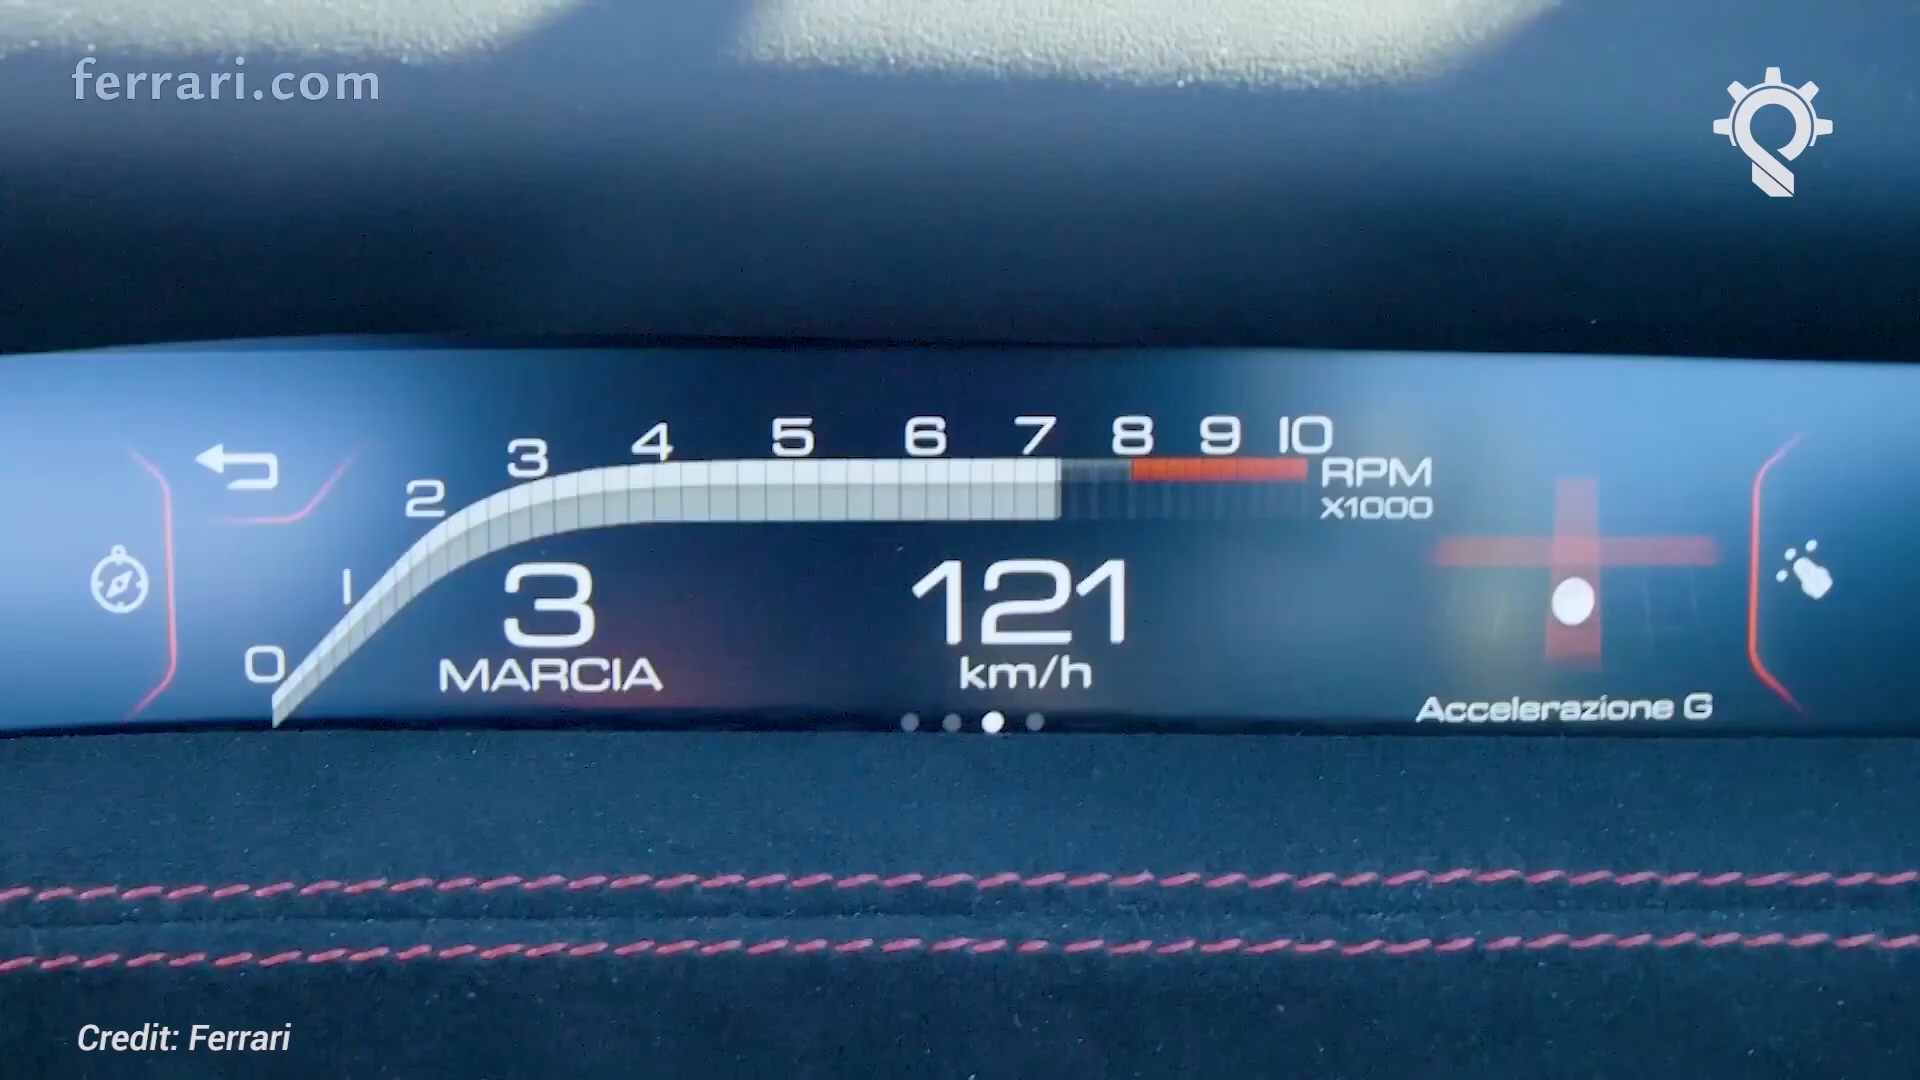 ferrari.com
0 1 2 3 4 5 6 7 8 9 10
RPM
X1000
3
MARCIA
121
km/h
Accelerazione G
Credit: Ferrari